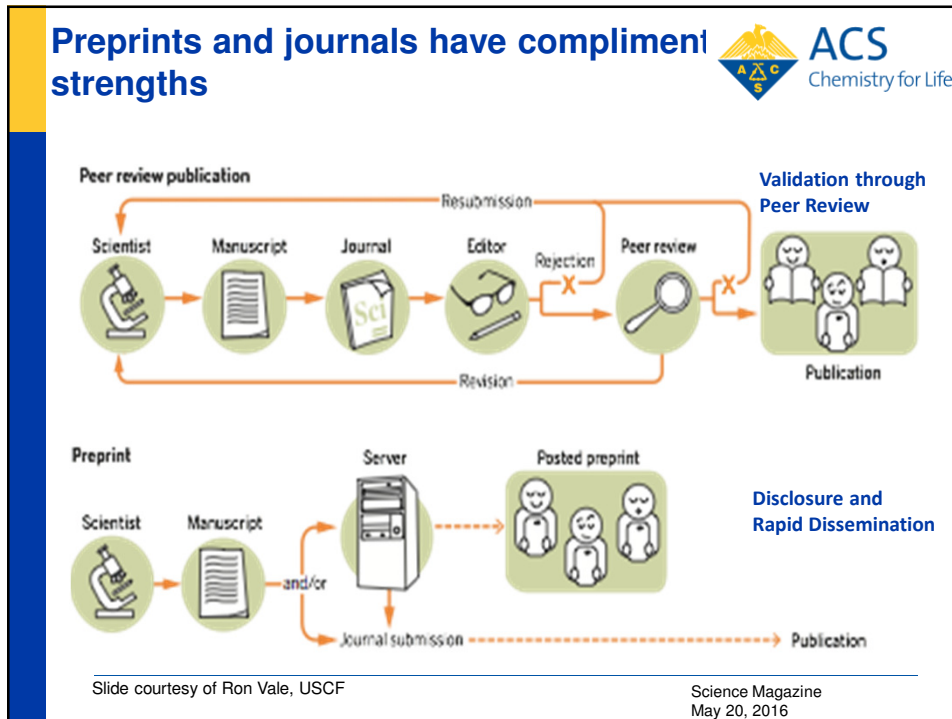 Preprints and journals have compliment
strengths
ACS
Chemistry for Life
A C
S
Peer review publication
Resubmission
Validation through
Peer Review
Scientist
Manuscript
Journal
Editor
Rejection
X
Peer review
X
Sci
Revision
Publication
Preprint
Server
Posted preprint
Scientist
Manuscript
and/or
Disclosure and
Rapid Dissemination
Journal submission
Publication
Slide courtesy of Ron Vale, USCF
Science Magazine
May 20, 2016